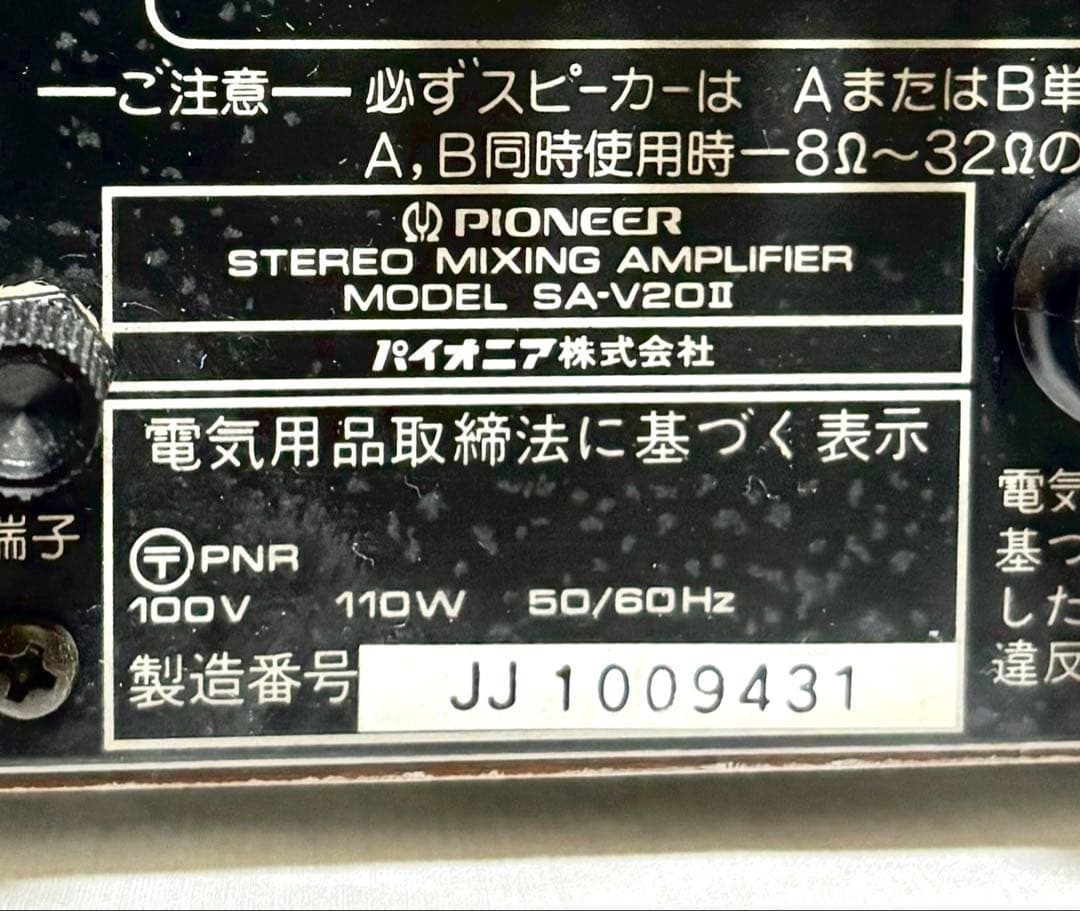 ご注意 必ずスピーカーは AまたはB単
A,B同時使用時ー8Ω～32Ωの
PIONEER
STEREO MIXING AMPLIFIER
MODEL SA-V20II
パイオニア株式会社
電気用品取締法に基づく表示
〒PNR
100V 110W 50/60Hz
製造番号 JJ 1009431
端子
電気
基づ
した
違反